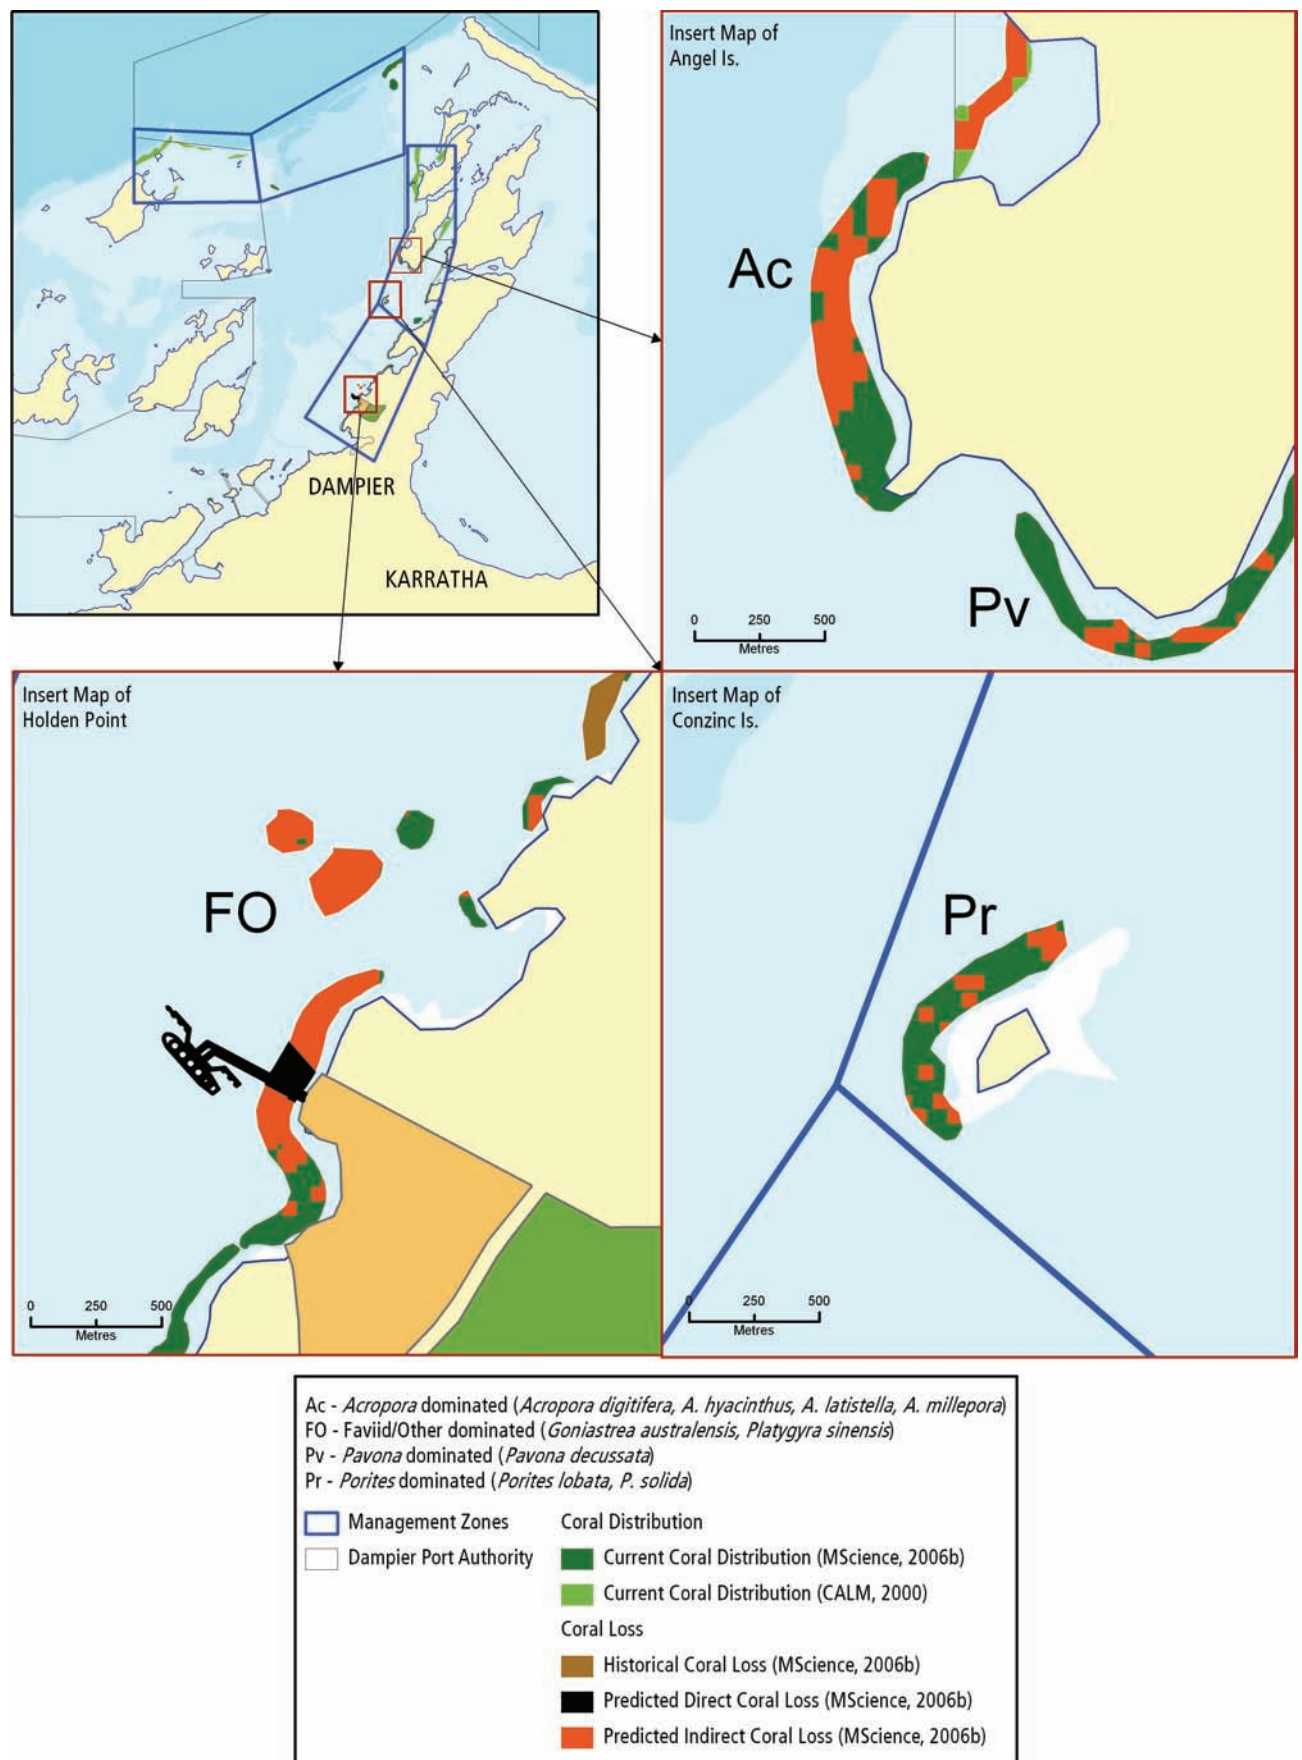 DAMPIER
KARRATHA
Insert Map of
Angel Is.
Ac
Pv
0 250 500
Metres
Insert Map of
Holden Point
FO
0 250 500
Metres
Insert Map of
Conzinc Is.
Pr
0 250 500
Metres
Ac - Acropora dominated (Acropora digitifera, A. hyacinthus, A. latistella, A. millepora)
FO - Faviid/Other dominated (Goniastrea australensis, Platygyra sinensis)
Pv - Pavona dominated (Pavona decussata)
Pr - Porites dominated (Porites lobata, P. solida)
Management Zones
Dampier Port Authority
Coral Distribution
Current Coral Distribution (MScience, 2006b)
Current Coral Distribution (CALM, 2000)
Coral Loss
Historical Coral Loss (MScience, 2006b)
Predicted Direct Coral Loss (MScience, 2006b)
Predicted Indirect Coral Loss (MScience, 2006b)